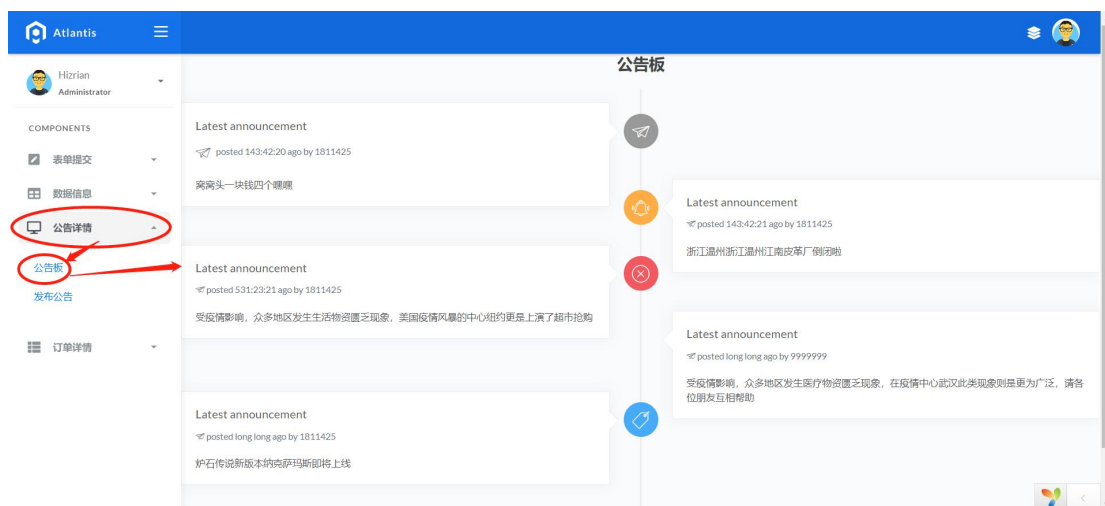 Atlantis
Hizrian
Administrator
COMPONENTS
表单提交
数据信息
公告详情
公告板
发布公告
订单详情
公告板
Latest announcement
posted 143:42:20 ago by 1811425
窝窝头一块钱四个嘿嘿
Latest announcement
posted 143:42:21 ago by 1811425
浙江温州浙江温州江南皮革厂倒闭啦
Latest announcement
posted 531:23:21 ago by 1811425
受疫情影响，众多地区发生生活物资匮乏现象，美国疫情风暴的中心纽约更是上演了超市抢购
Latest announcement
posted long long ago by 9999999
受疫情影响，众多地区发生医疗物资匮乏现象，在疫情中心武汉此类现象则是更为广泛，请各
位朋友互相帮助
Latest announcement
posted long long ago by 1811425
炉石传说新版本纳克萨玛斯即将上线